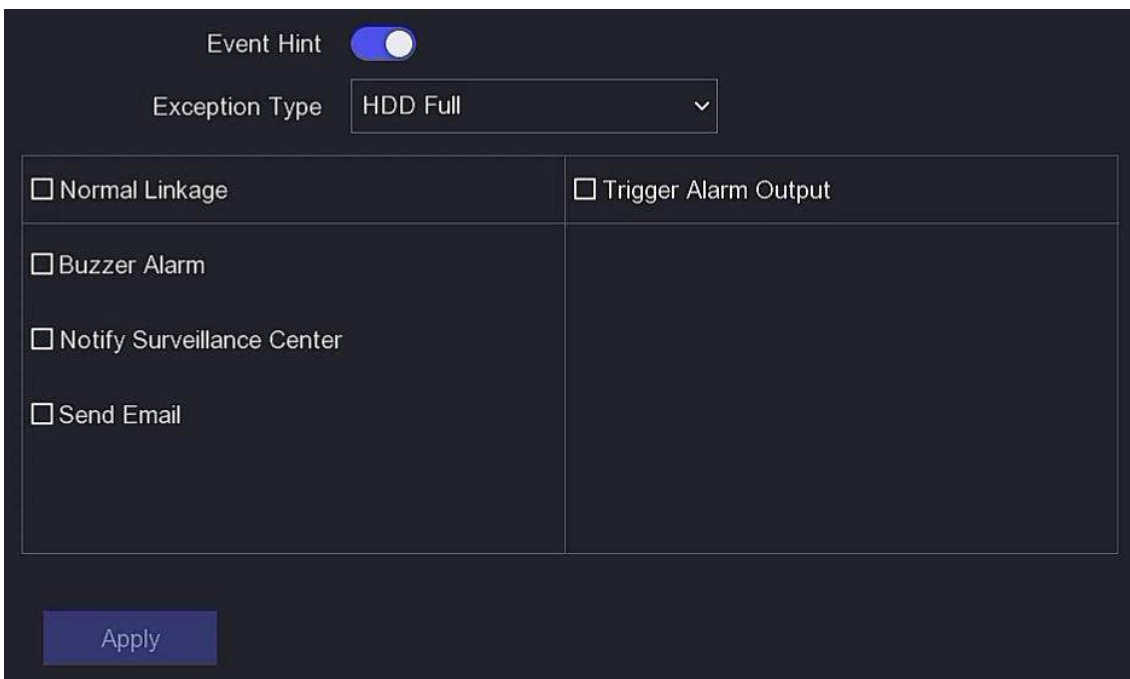 Event Hint
Exception Type HDD Full
Normal Linkage Trigger Alarm Output
Buzzer Alarm
Notify Surveillance Center
Send Email
Apply